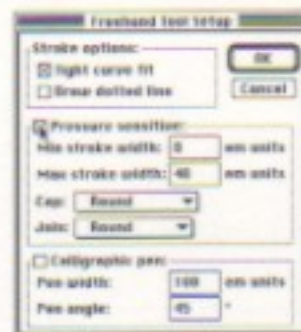 Freehand Tool Setup
Stroke options:
Tight curve fit
Draw dotted line
OK
Cancel
Pressure sensitive:
Min stroke width: 0 em units
Max stroke width: 40 em units
Cap: Round
Join: Round
Calligraphic pen:
Pen width: 100 em units
Pen angle: 45 °